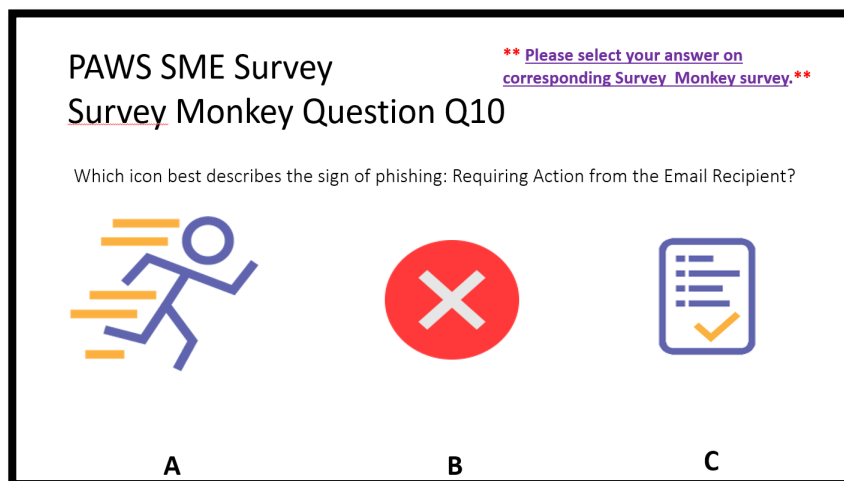 PAWS SME Survey
Survey Monkey Question Q10
** Please select your answer on
corresponding Survey Monkey survey.**
Which icon best describes the sign of phishing: Requiring Action from the Email Recipient?
A
B
C